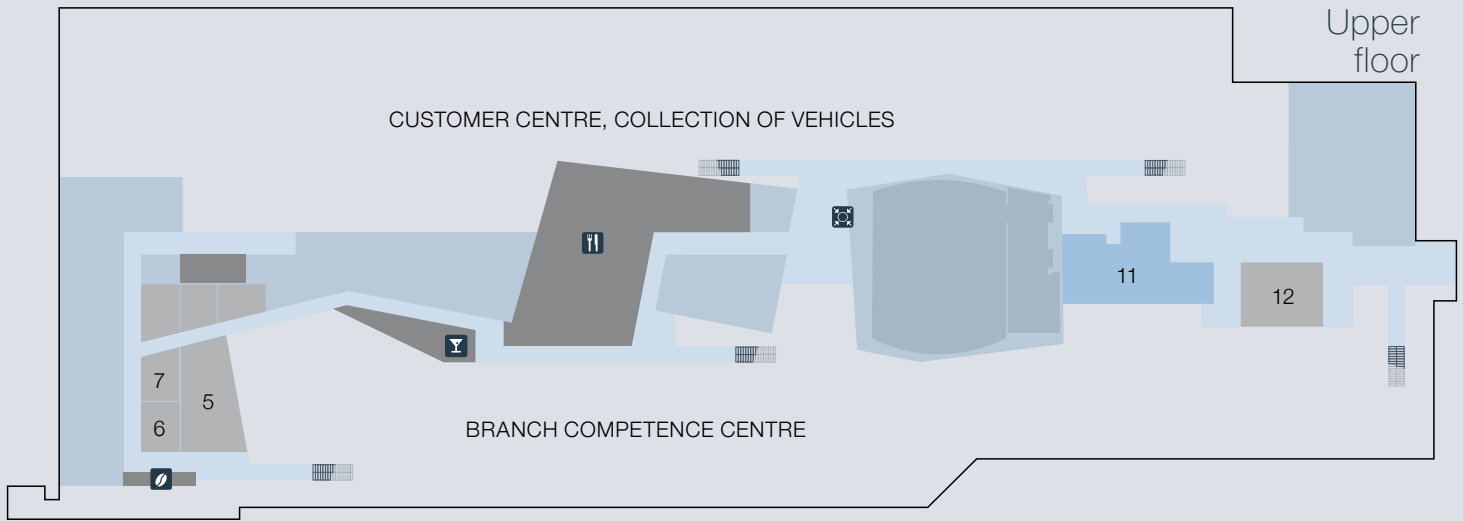 Upper
floor
CUSTOMER CENTRE, COLLECTION OF VEHICLES
11
12
7
5
6
BRANCH COMPETENCE CENTRE